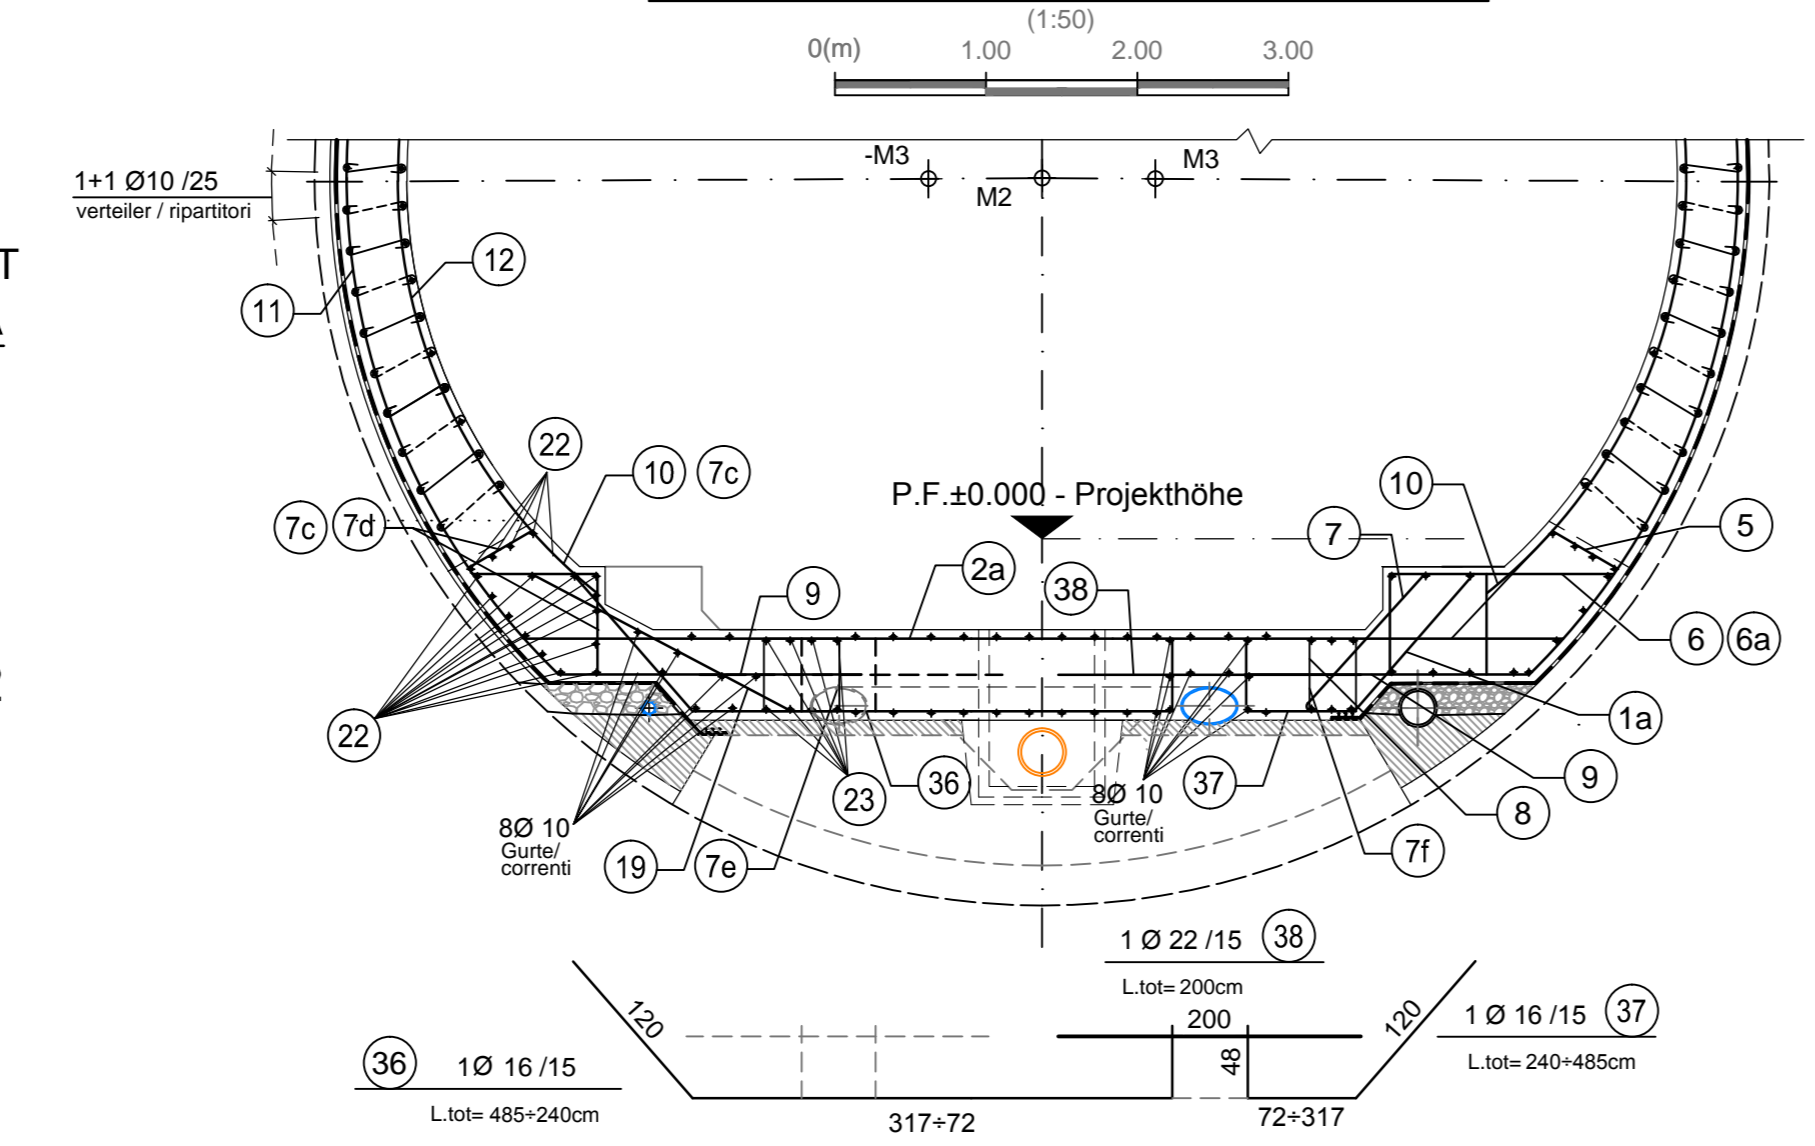 (1:50)
0(m) 1.00 2.00 3.00
-M3 M3
M2
1+1 Ø10 /25
verteiler / ripartitori
T
12
11
22
10 7c
7c 7d
P.F.±0.000 - Projekthöhe
10
7
5
2a
38
9
6 6a
22
1a
36
37
9
23
8
8Ø 10
Gurte/
correnti
8Ø 10
Gurte/
correnti
19 7e
7f
1 Ø 22 /15 38
L.tot= 200cm
120
200
120
48
1 Ø 16 /15 37
L.tot= 240÷485cm
36 1Ø 16 /15
L.tot= 485÷240cm
317÷72
72÷317